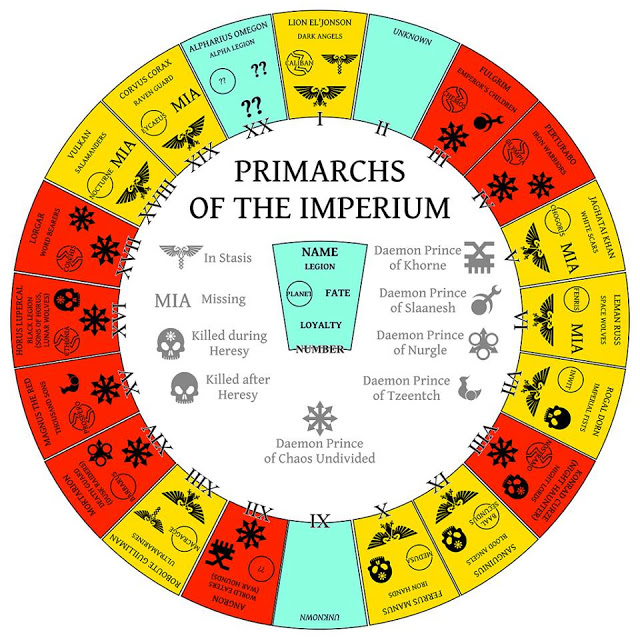 PRIMARCHS
OF THE IMPERIUM
In Stasis
MIA Missing
Killed during
Heresy
Killed after
Heresy
NAME
LEGION
PLANET
FATE
LOYALTY
NUMBER
Daemon Prince
of Khorne
Daemon Prince
of Slaanesh
Daemon Prince
of Nurgle
Daemon Prince
of Tzeentch
Daemon Prince
of Chaos Undivided
LION EL'JONSON
DARK ANGELS
CALIBAN
I
UNKNOWN
II
FULGRIM
EMPEROR'S CHILDREN
III
PERTURABO
IRON WARRIORS
IV
JAGHATAI KHAN
WHITE SCARS
CHOGORIS
MIA
V
LEMAN RUSS
SPACE WOLVES
FENRIS
MIA
VI
ROGAL DORN
IMPERIAL FISTS
INVIT
VII
KONRAD CURZE
(NIGHT HAUNTER)
NIGHT LORDS
NOSTRAMO
VIII
SANGUINIUS
BLOOD ANGELS
BAAL
SECUNDUS
IX
FERRUS MANUS
IRON HANDS
MEDUSA
X
UNKNOWN
XI
ANGRON
WORLD EATERS
(WAR HOUNDS)
??
XII
ROBOUTE GUILLIMAN
ULTRAMARINES
MACRAGGE
XIII
MORTARION
DEATH GUARD
(DUSK RAIDERS)
BARBARUS
XIV
MAGNUS THE RED
THOUSAND SONS
XV
HORUS LUPERCAL
BLACK LEGION
(SONS OF HORUS,
LUNAR WOLVES)
XVI
LORGAR
WORD BEARERS
XVII
VULKAN
SALAMANDERS
NOCTURNE
MIA
XVIII
CORVUS CORAX
RAVEN GUARD
LYCAEUS
MIA
XIX
ALPHARIUS OMEGON
ALPHA LEGION
??
??
??
XX